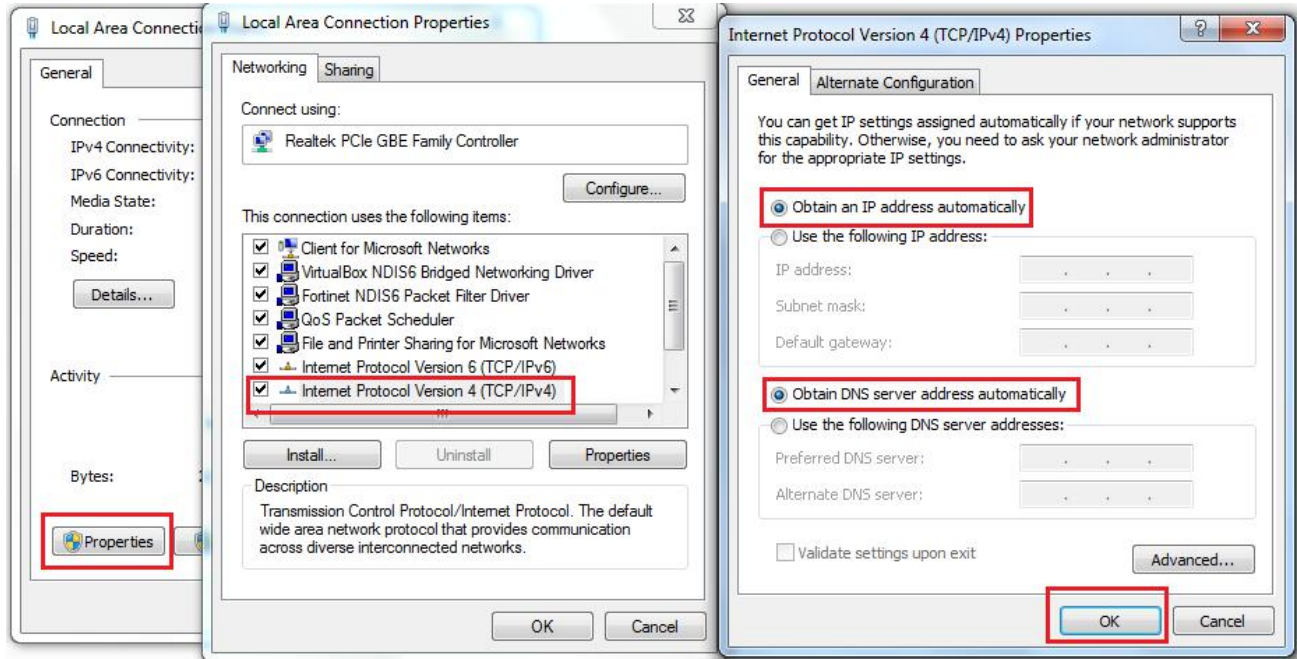 Local Area Connecti
General
Connection
IPv4 Connectivity:
IPv6 Connectivity:
Media State:
Duration:
Speed:
Details...
Activity
Bytes:
Properties
Local Area Connection Properties
Networking
Sharing
Connect using:
Realtek PCIe GBE Family Controller
Configure...
This connection uses the following items:
Client for Microsoft Networks
VirtualBox NDIS6 Bridged Networking Driver
Fortinet NDIS6 Packet Filter Driver
QoS Packet Scheduler
File and Printer Sharing for Microsoft Networks
Internet Protocol Version 6 (TCP/IPv6)
Internet Protocol Version 4 (TCP/IPv4)
Install...
Uninstall
Properties
Description
Transmission Control Protocol/Internet Protocol. The default
wide area network protocol that provides communication
across diverse interconnected networks.
OK
Cancel
Internet Protocol Version 4 (TCP/IPv4) Properties
General
Alternate Configuration
You can get IP settings assigned automatically if your network supports
this capability. Otherwise, you need to ask your network administrator
for the appropriate IP settings.
Obtain an IP address automatically
Use the following IP address:
IP address:
Subnet mask:
Default gateway:
Obtain DNS server address automatically
Use the following DNS server addresses:
Preferred DNS server:
Alternate DNS server:
Validate settings upon exit
Advanced...
OK
Cancel